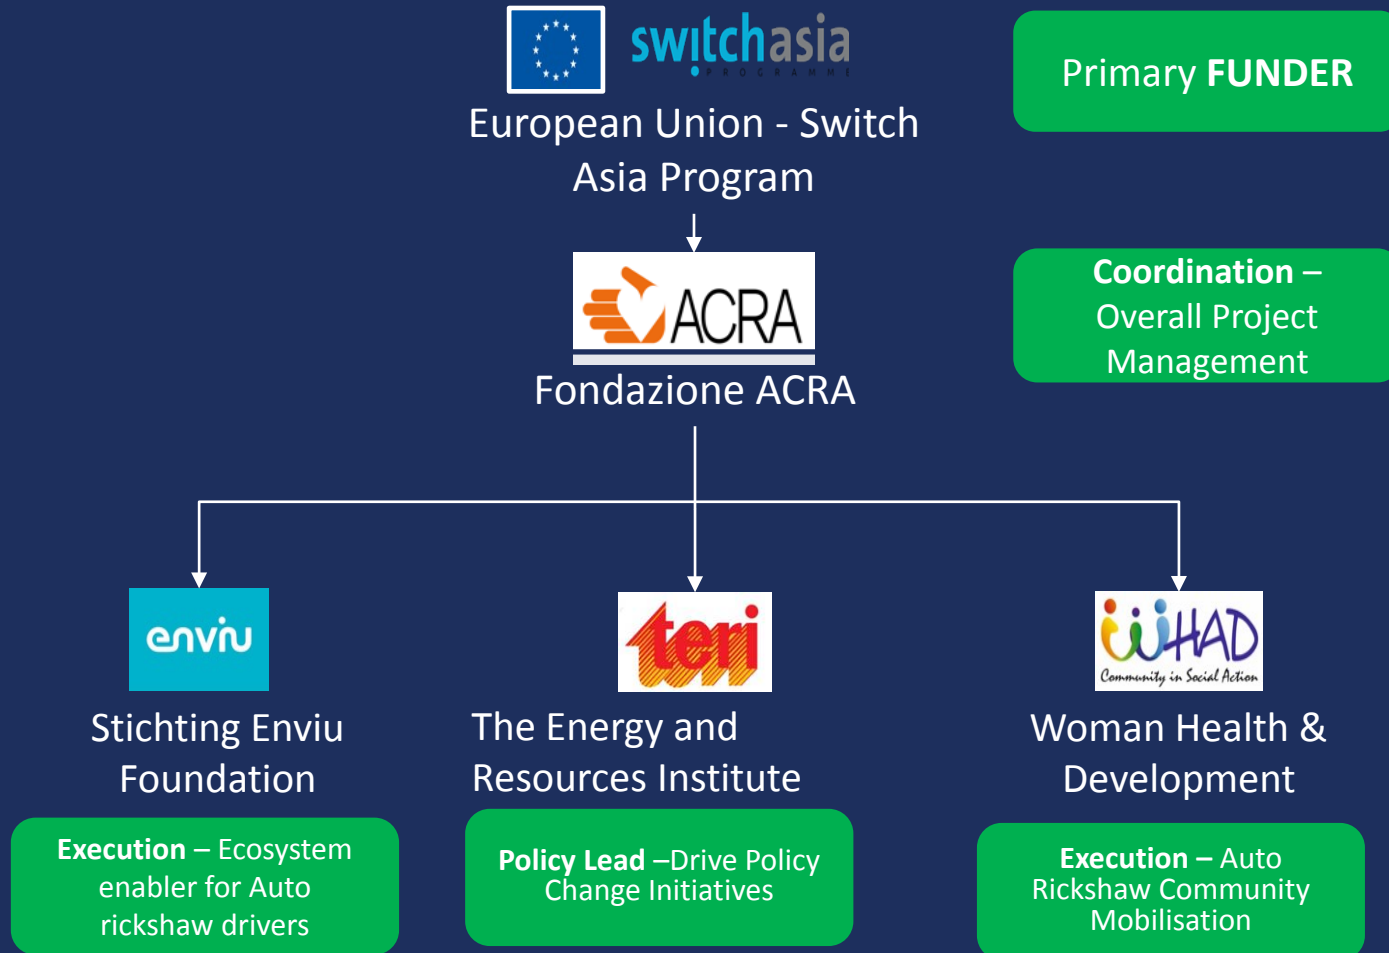 switchasia
PROGRAMME
Primary FUNDER
European Union - Switch
Asia Program
ACRA
Coordination –
Overall Project
Management
Fondazione ACRA
enviu
teri
WHAD
Community in Social Action
Stichting Enviu
Foundation
The Energy and
Resources Institute
Woman Health &
Development
Execution – Ecosystem
enabler for Auto
rickshaw drivers
Policy Lead –Drive Policy
Change Initiatives
Execution – Auto
Rickshaw Community
Mobilisation